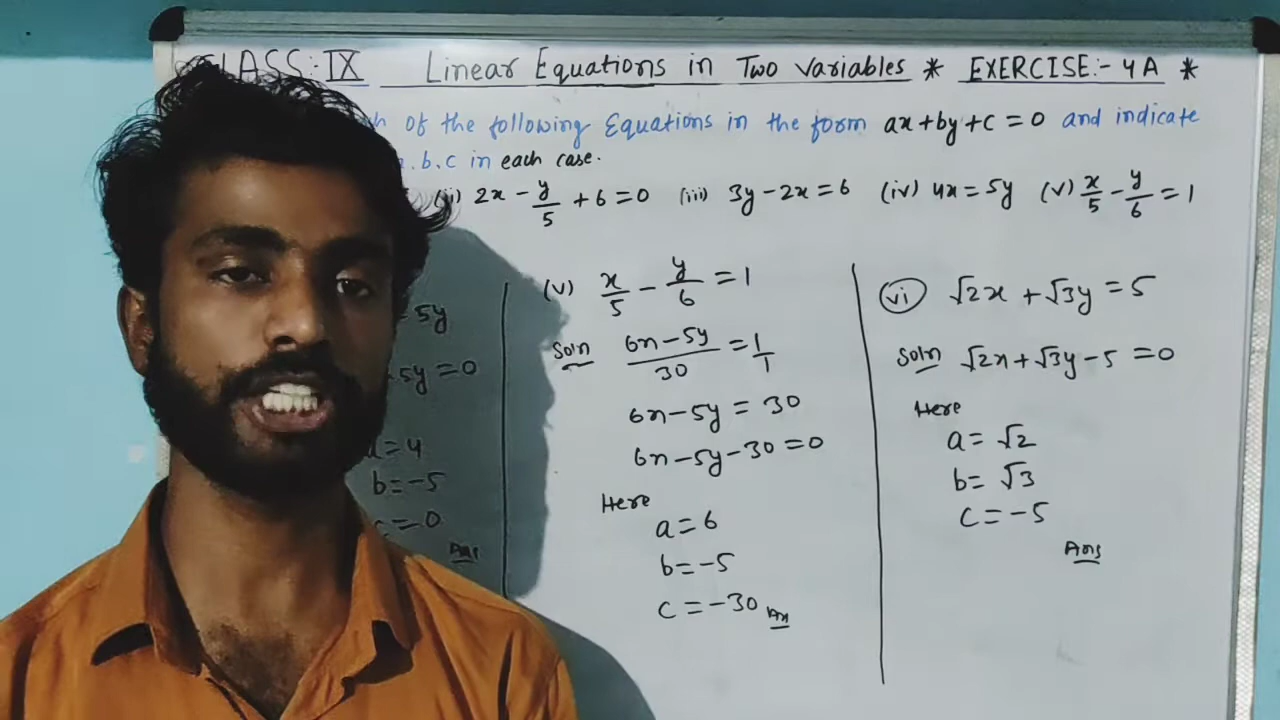 CLASS: IX Linear Equations in Two Variables * EXERCISE:- 4A *
of the following Equations in the form ax+by+c=0 and indicate
a.b.c in each case.
(ii) 2x - y/5 + 6 = 0 (iii) 3y - 2x = 6 (iv) 4x = 5y (v) x/5 - y/6 = 1
= 5y
5y = 0
a = 4
b = -5
c = 0
Ans
(v) x/5 - y/6 = 1
Soln (6x - 5y)/30 = 1/1
6x - 5y = 30
6x - 5y - 30 = 0
Here
a = 6
b = -5
c = -30 Ans
(vi) √2x + √3y = 5
Soln √2x + √3y - 5 = 0
Here
a = √2
b = √3
c = -5
Ans